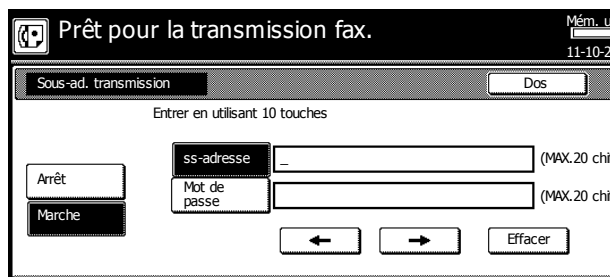 Prêt pour la transmission fax.
Mém.
11-10-2
Sous-ad. transmission
Dos
Entrer en utilisant 10 touches
ss-adresse
_
(MAX.20 chi
Arrêt
Mot de
passe
(MAX.20 chi
Marche
Effacer